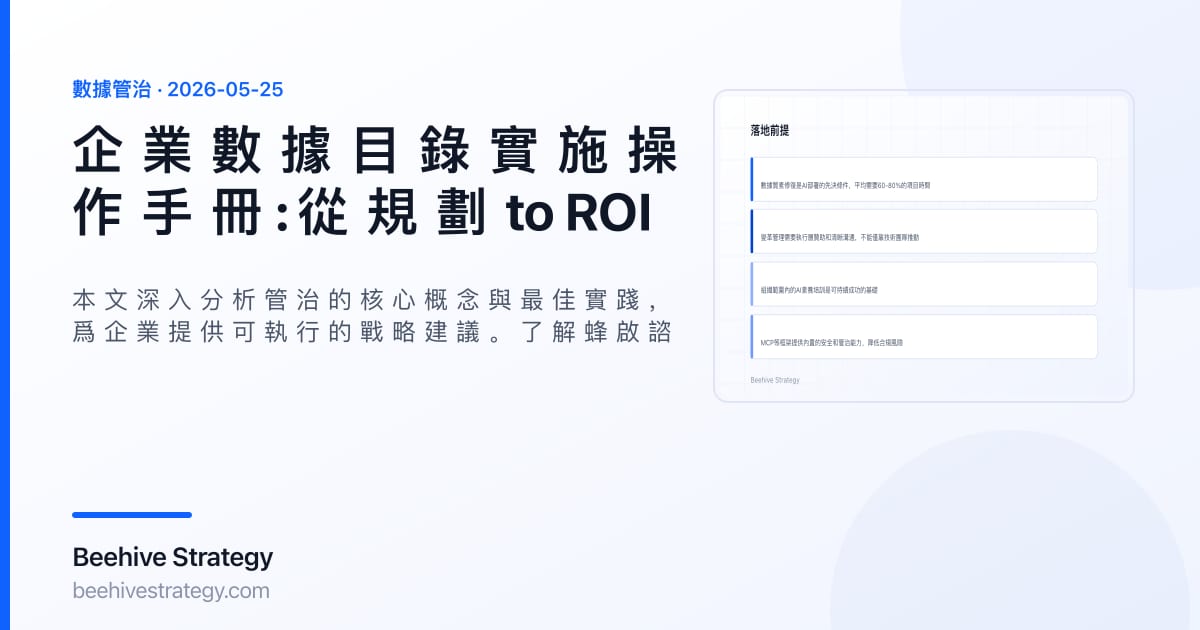 數據管治 · 2026-05-25
企業數據目錄實施操
作手冊:從規劃 to ROI
本文深入分析管治的核心概念與最佳實踐,
爲企業提供可執行的戰略建議。了解蜂啟諮
落地前提
數據質素修復是AI部署的先決條件，平均需要60-80%的項目時間
變革管理需要執行層贊助和清晰溝通，不能僅靠技術團隊推動
組織範圍內的AI素養培訓是可持續成功的基礎
MCP等框架提供內置的安全和管治能力，降低合規風險
Beehive Strategy
Beehive Strategy
beehivestrategy.com